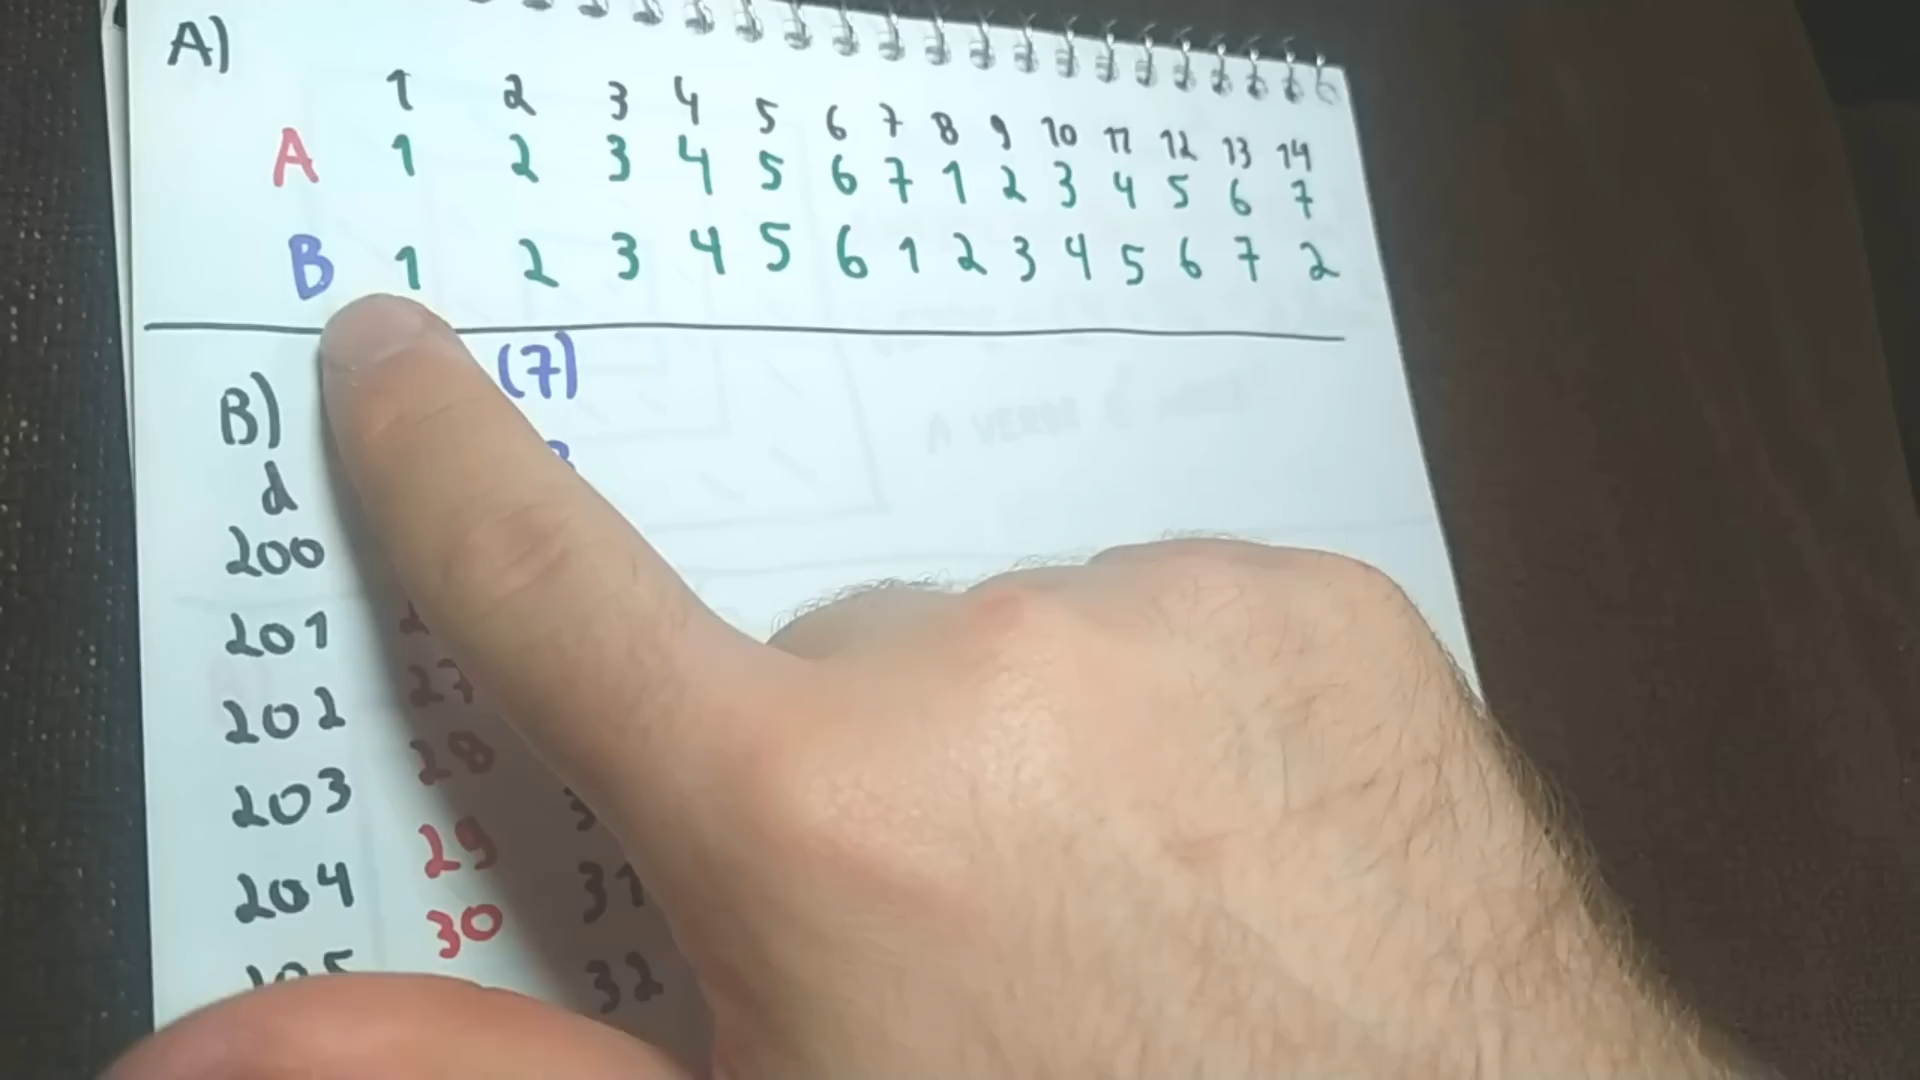 A)
1 2 3 4 5 6 7 8 9 10 11 12 13 14
A 1 2 3 4 5 6 7 1 2 3 4 5 6 7
B 1 2 3 4 5 6 1 2 3 4 5 6 7 2
B) (7)
d
200
201
202 27
203 28
204 29 31
30 32